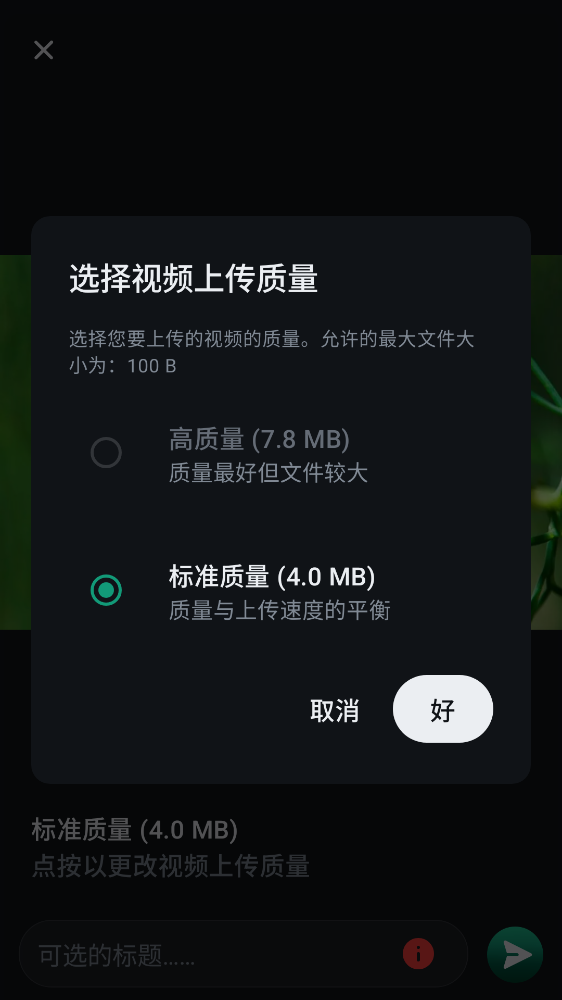 选择视频上传质量
选择您要上传的视频的质量。允许的最大文件大
小为：100 B
高质量 (7.8 MB)
质量最好但文件较大
标准质量 (4.0 MB)
质量与上传速度的平衡
取消
好
标准质量 (4.0 MB)
点按以更改视频上传质量
可选的标题……